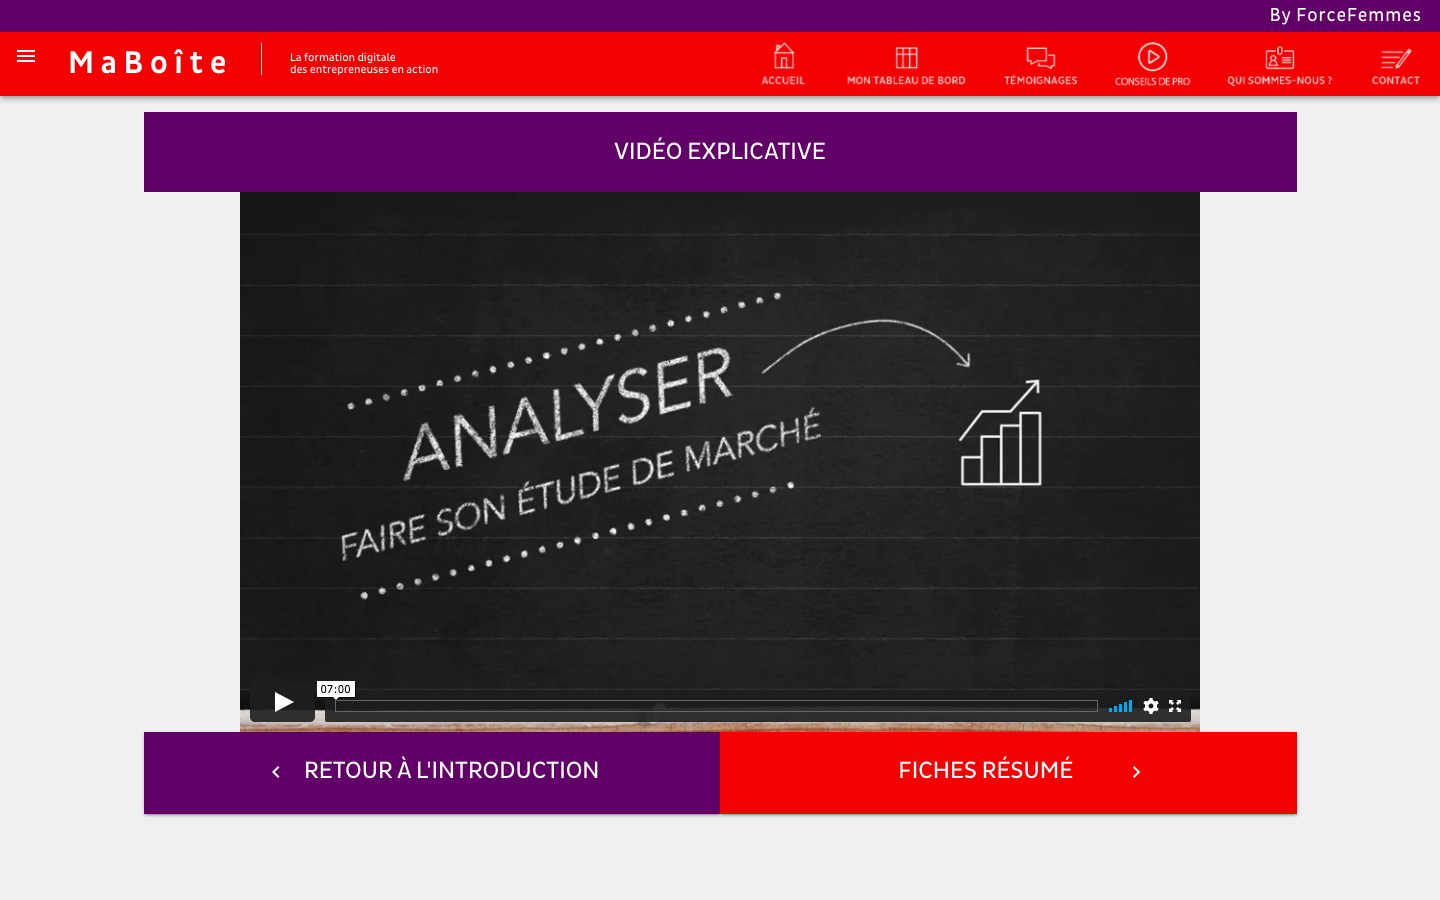 By ForceFemmes
MaBoîte
La formation digitale
des entrepreneuses en action
ACCUEIL
MON TABLEAU DE BORD
TÉMOIGNAGES
CONSEILS DE PRO
QUI SOMMES-NOUS ?
CONTACT
VIDÉO EXPLICATIVE
ANALYSER
FAIRE SON ÉTUDE DE MARCHÉ
07:00
RETOUR À L'INTRODUCTION
FICHES RÉSUMÉ